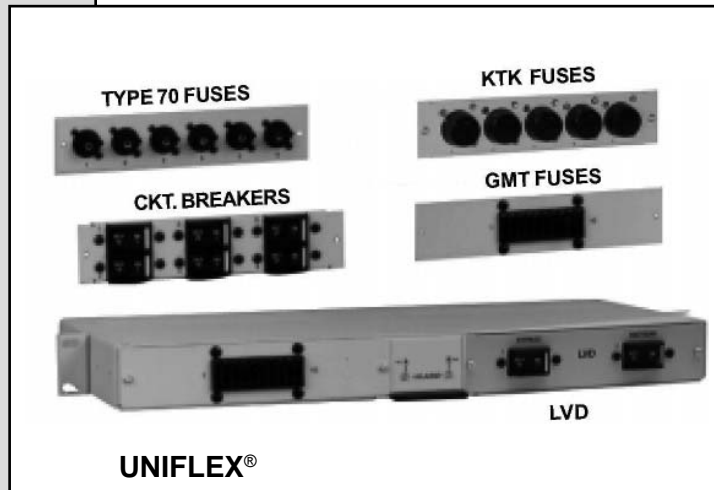 TYPE 70 FUSES
KTK FUSES
CKT. BREAKERS
GMT FUSES
LVD
LVD
UNIFLEX®